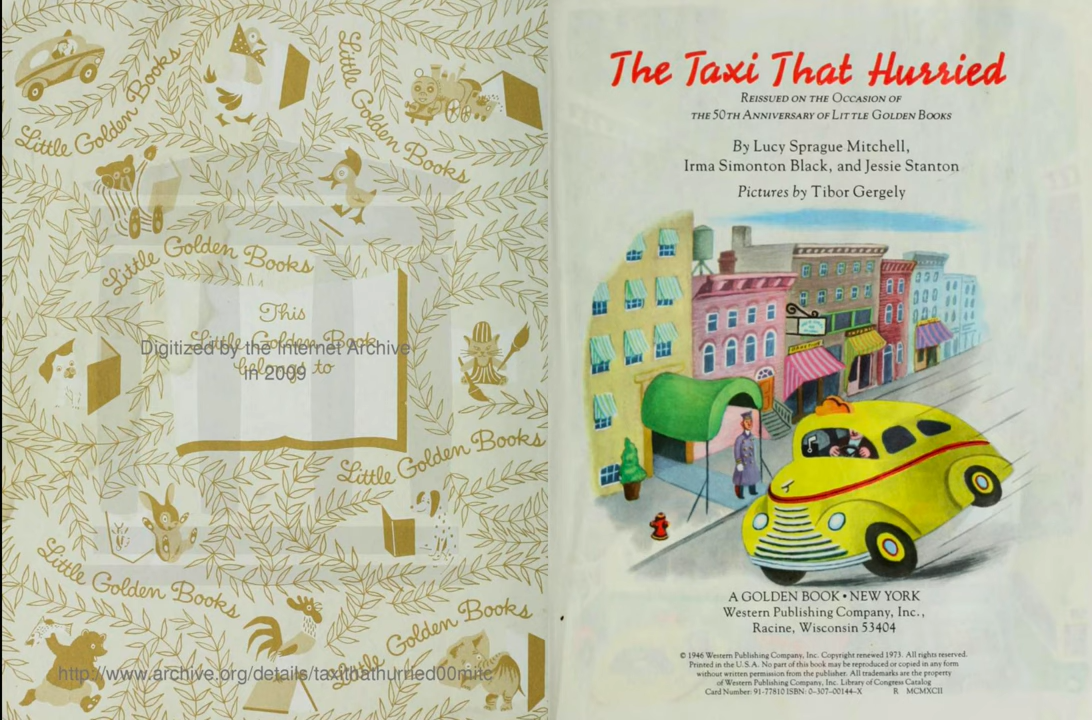 Little Golden Books
Little Golden Books
Little Golden Books
This
Little Golden Book
belongs to
Digitized by the Internet Archive
in 2009
Little Golden Books
Little Golden Books
Little Golden Books
http://www.archive.org/details/taxithathurried00mitc
The Taxi That Hurried
REISSUED ON THE OCCASION OF
THE 50TH ANNIVERSARY OF LITTLE GOLDEN BOOKS
By Lucy Sprague Mitchell,
Irma Simonton Black, and Jessie Stanton
Pictures by Tibor Gergely
A GOLDEN BOOK • NEW YORK
Western Publishing Company, Inc.,
Racine, Wisconsin 53404
© 1946 Western Publishing Company, Inc. Copyright renewed 1973. All rights reserved.
Printed in the U.S.A. No part of this book may be reproduced or copied in any form
without written permission from the publisher. All trademarks are the property
of Western Publishing Company, Inc. Library of Congress Catalog
Card Number: 91-77810 ISBN: 0-307-00144-X R MCMXCII